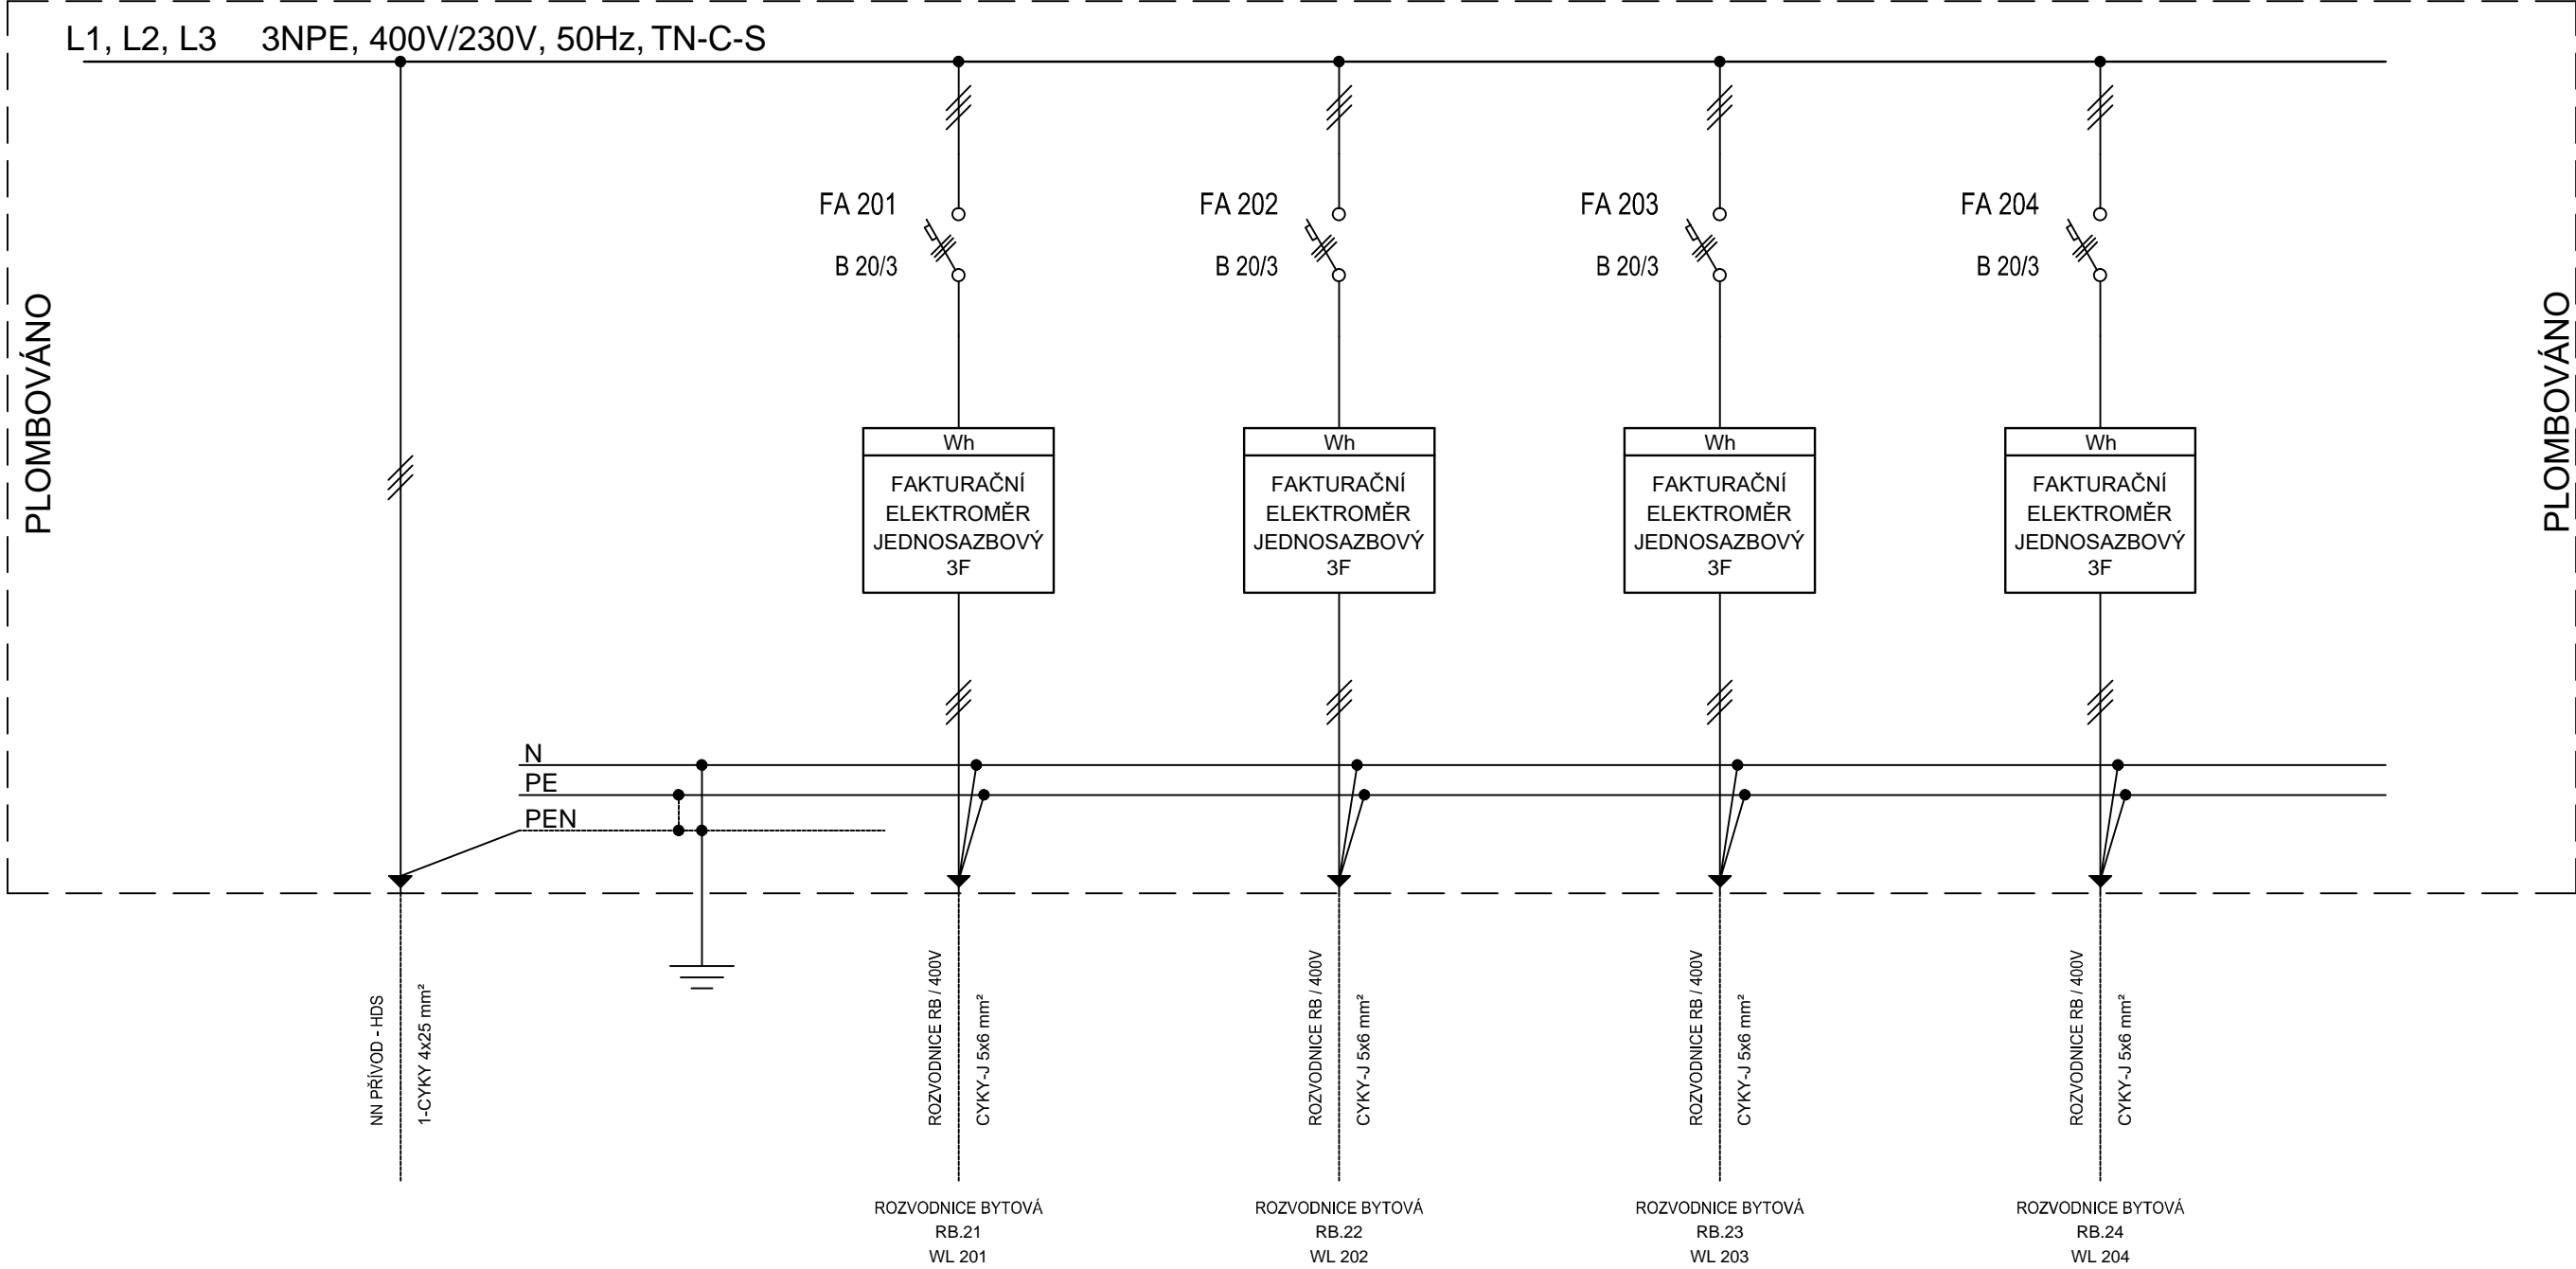 L1, L2, L3 3NPE, 400V/230V, 50Hz, TN-C-S
PLOMBOVÁNO
PLOMBOVÁNO
FA 201
B 20/3
FA 202
B 20/3
FA 203
B 20/3
FA 204
B 20/3
Wh
FAKTURAČNÍ
ELEKTROMĚR
JEDNOSAZBOVÝ
3F
Wh
FAKTURAČNÍ
ELEKTROMĚR
JEDNOSAZBOVÝ
3F
Wh
FAKTURAČNÍ
ELEKTROMĚR
JEDNOSAZBOVÝ
3F
Wh
FAKTURAČNÍ
ELEKTROMĚR
JEDNOSAZBOVÝ
3F
N
PE
PEN
NN PŘÍVOD - HDS
1-CYKY 4x25 mm²
ROZVODNICE RB / 400V
CYKY-J 5x6 mm²
ROZVODNICE RB / 400V
CYKY-J 5x6 mm²
ROZVODNICE RB / 400V
CYKY-J 5x6 mm²
ROZVODNICE RB / 400V
CYKY-J 5x6 mm²
ROZVODNICE BYTOVÁ
RB.21
WL 201
ROZVODNICE BYTOVÁ
RB.22
WL 202
ROZVODNICE BYTOVÁ
RB.23
WL 203
ROZVODNICE BYTOVÁ
RB.24
WL 204